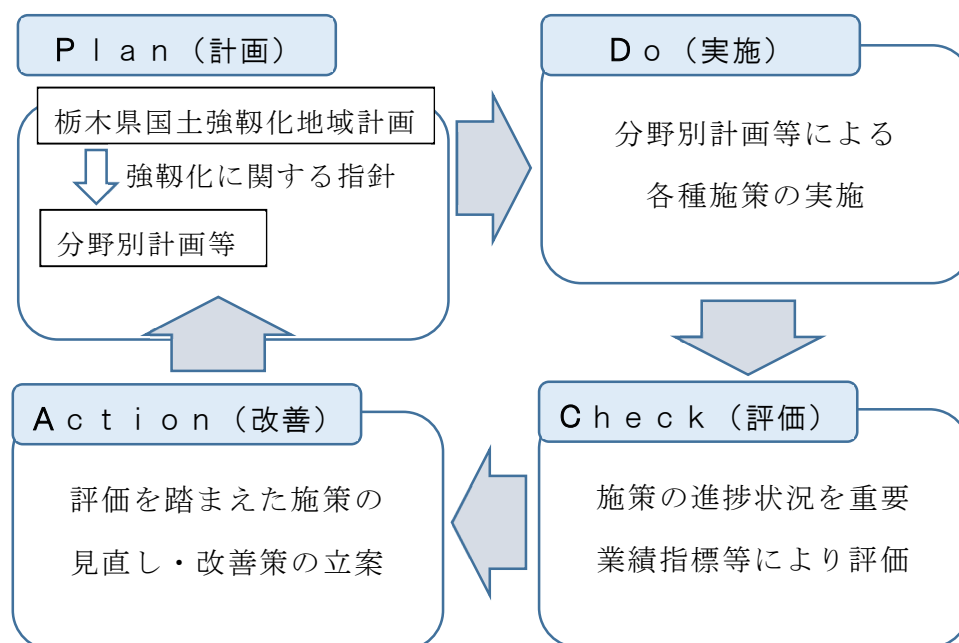 Plan（計画）
栃木県国土強靱化地域計画
強靱化に関する指針
分野別計画等
Do（実施）
分野別計画等による
各種施策の実施
Check（評価）
施策の進捗状況を重要
業績指標等により評価
Action（改善）
評価を踏まえた施策の
見直し・改善策の立案